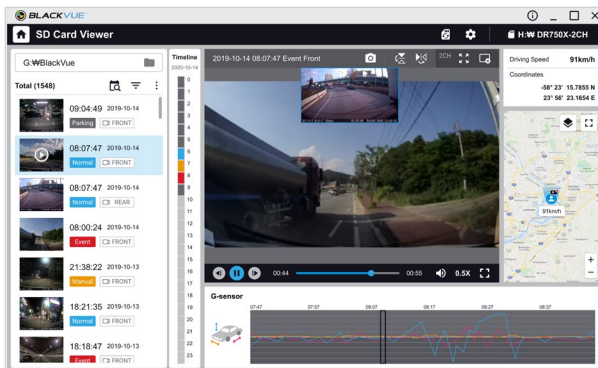 BLACKVUE
SD Card Viewer
H:₩ DR750X-2CH
G:₩BlackVue
Total (1548)
09:04:49 2019-10-14
Parking FRONT
08:07:47 2019-10-14
Normal FRONT
08:07:47 2019-10-14
Normal REAR
08:00:24 2019-10-14
Event FRONT
21:38:22 2019-10-13
Manual FRONT
18:21:35 2019-10-13
Normal FRONT
18:18:47 2019-10-13
Event FRONT
Timeline
2020-10-14
0
1
2
3
4
5
6
7
8
9
10
11
12
13
14
15
16
17
18
19
20
21
22
23
2019-10-14 08:07:47 Event Front
2CH
00:44
00:55
0.5X
Driving Speed 91km/h
Coordinates
-58° 23' 15.7855 N
23° 56' 23.1654 E
91km/h
+
−
G-sensor
07:47 07:57 08:07 08:17 08:27 08:37